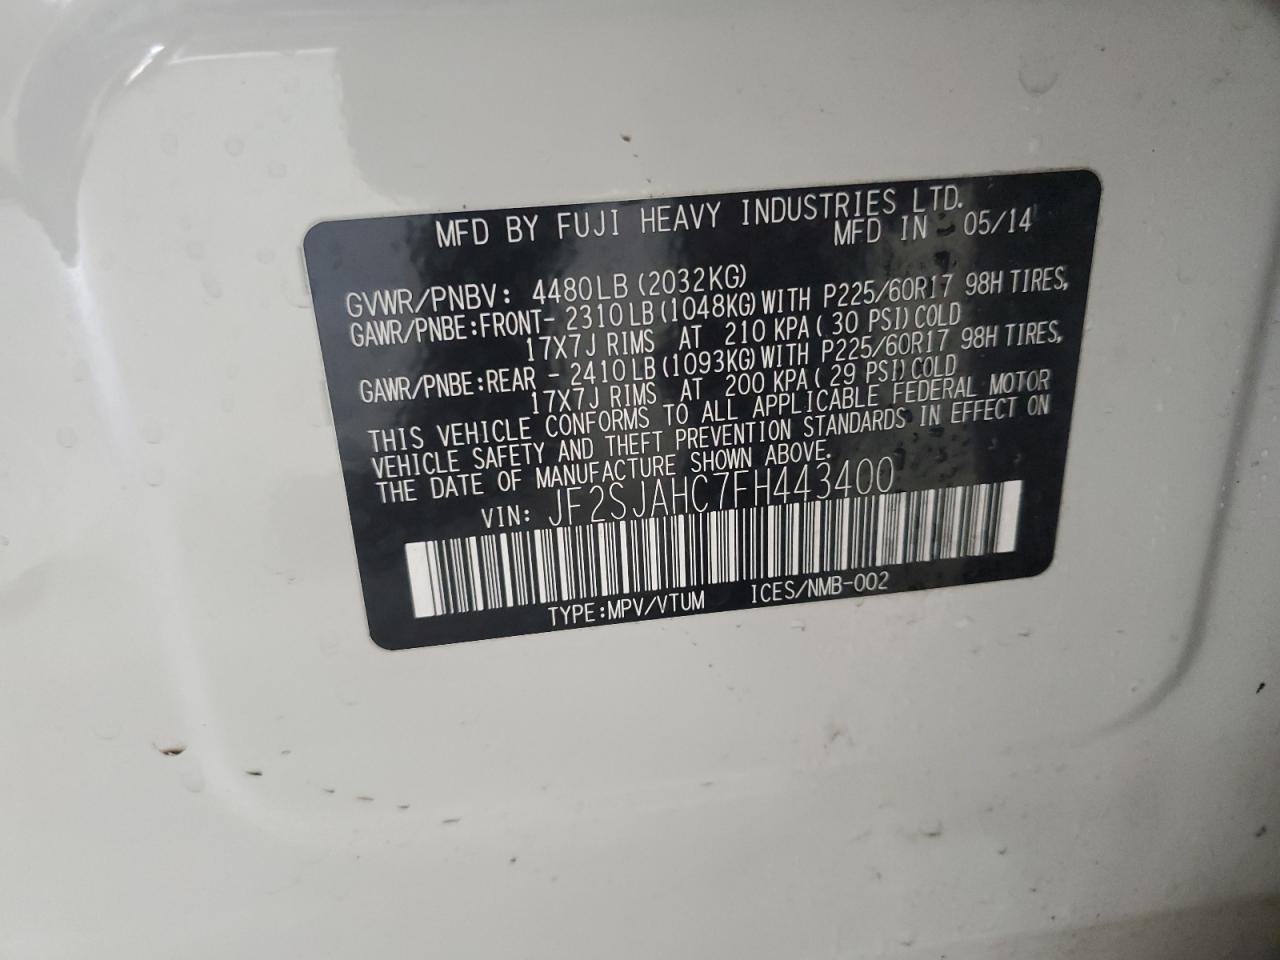 MFD BY FUJI HEAVY INDUSTRIES LTD.
MFD IN 05/14
GVWR/PNBV: 4480LB (2032KG)
GAWR/PNBE:FRONT- 2310LB(1048KG)WITH P225/60R17 98H TIRES,
17X7J RIMS AT 210 KPA( 30 PSI)COLD
GAWR/PNBE:REAR - 2410LB(1093KG)WITH P225/60R17 98H TIRES,
17X7J RIMS AT 200 KPA( 29 PSI)COLD
THIS VEHICLE CONFORMS TO ALL APPLICABLE FEDERAL MOTOR
VEHICLE SAFETY AND THEFT PREVENTION STANDARDS IN EFFECT ON
THE DATE OF MANUFACTURE SHOWN ABOVE.
VIN: JF2SJAHC7FH443400
TYPE:MPV/VTUM ICES/NMB-002